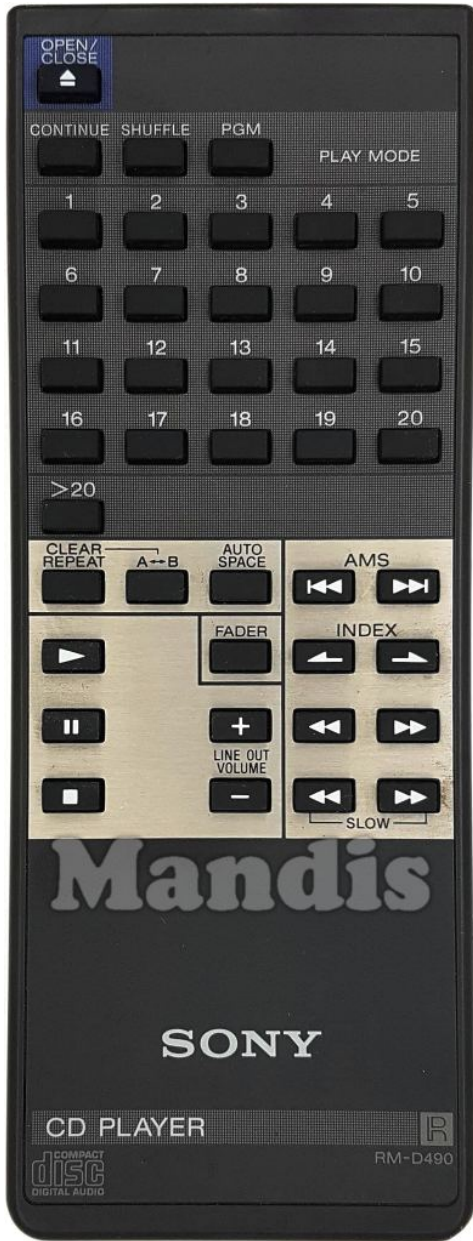 OPEN/
CLOSE
CONTINUE SHUFFLE PGM
PLAY MODE
1 2 3 4 5
6 7 8 9 10
11 12 13 14 15
16 17 18 19 20
>20
CLEAR
REPEAT A↔B
AUTO
SPACE
AMS
FADER
INDEX
+
LINE OUT
VOLUME
−
SLOW
Mandis
SONY
CD PLAYER R
RM-D490
COMPACT
disc
DIGITAL AUDIO